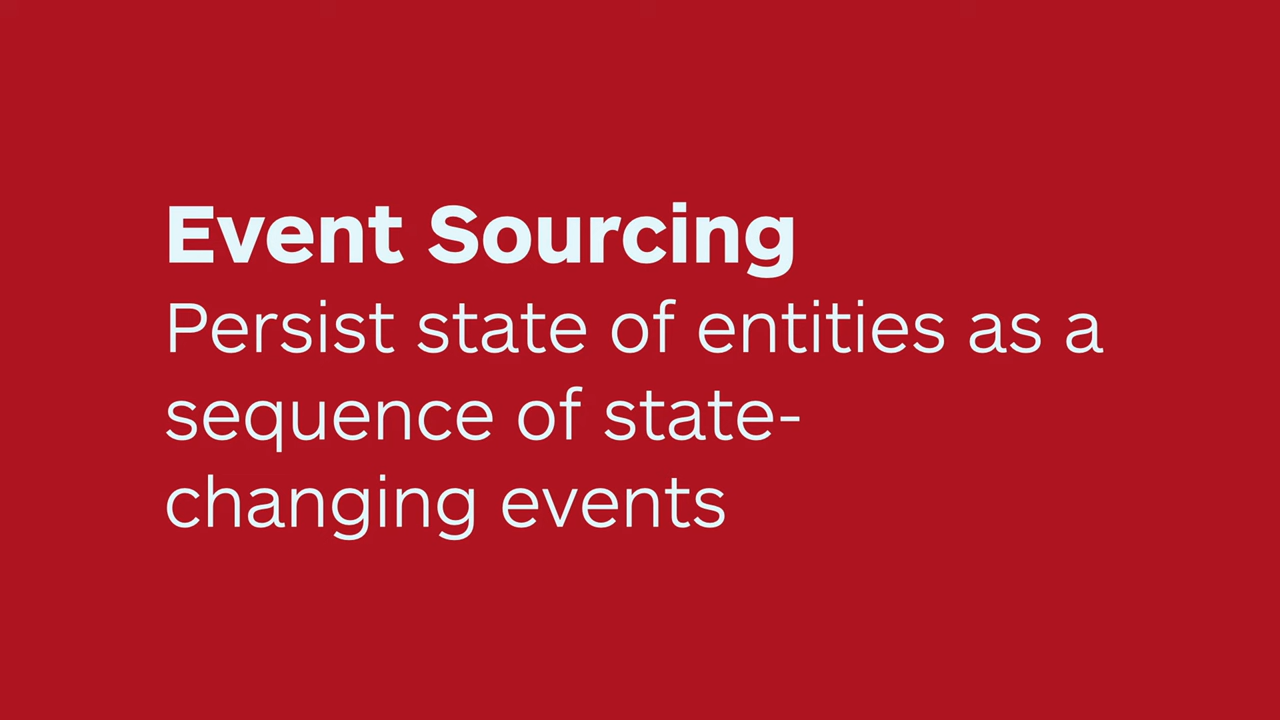 Event Sourcing
Persist state of entities as a
sequence of state-
changing events